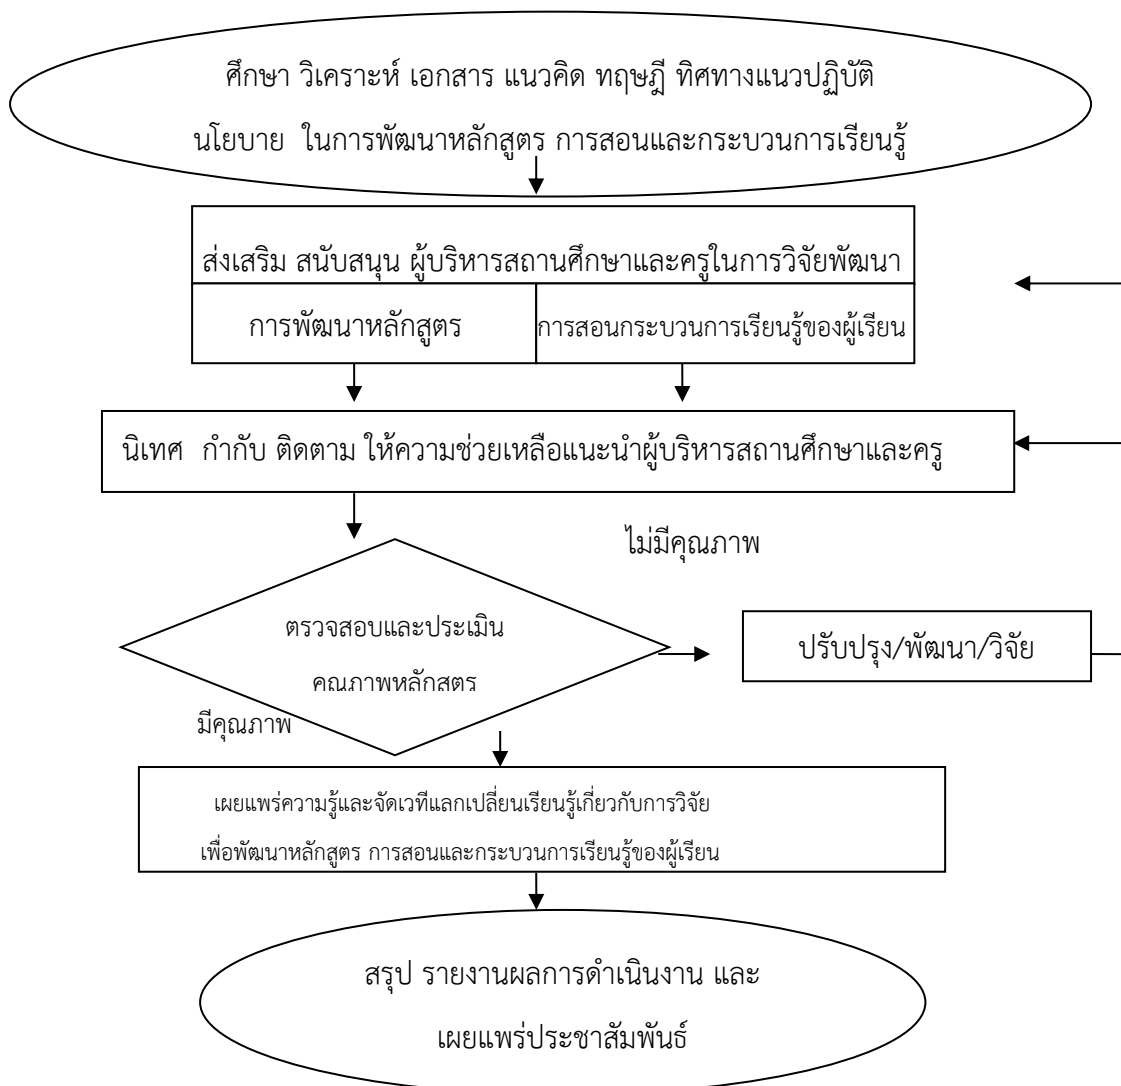 ศึกษา วิเคราะห์ เอกสาร แนวคิด ทฤษฎี ทิศทางแนวปฏิบัติ
นโยบาย ในการพัฒนาหลักสูตร การสอนและกระบวนการเรียนรู้
ส่งเสริม สนับสนุน ผู้บริหารสถานศึกษาและครูในการวิจัยพัฒนา
การพัฒนาหลักสูตร
การสอนกระบวนการเรียนรู้ของผู้เรียน
นิเทศ กำกับ ติดตาม ให้ความช่วยเหลือแนะนำผู้บริหารสถานศึกษาและครู
ไม่มีคุณภาพ
ตรวจสอบและประเมิน
คุณภาพหลักสูตร
ปรับปรุง/พัฒนา/วิจัย
มีคุณภาพ
เผยแพร่ความรู้และจัดเวทีแลกเปลี่ยนเรียนรู้เกี่ยวกับการวิจัย
เพื่อพัฒนาหลักสูตร การสอนและกระบวนการเรียนรู้ของผู้เรียน
สรุป รายงานผลการดำเนินงาน และ
เผยแพร่ประชาสัมพันธ์